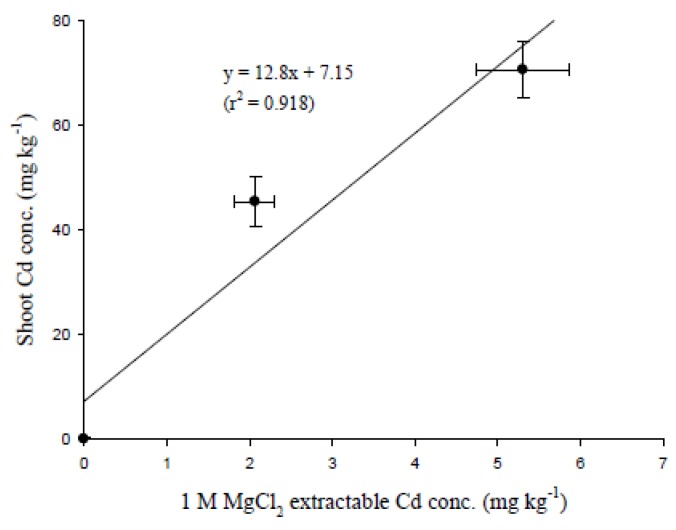 80
y = 12.8x + 7.15
(r² = 0.918)
60
40
20
0
Shoot Cd conc. (mg kg⁻¹)
0 1 2 3 4 5 6 7
1 M MgCl₂ extractable Cd conc. (mg kg⁻¹)